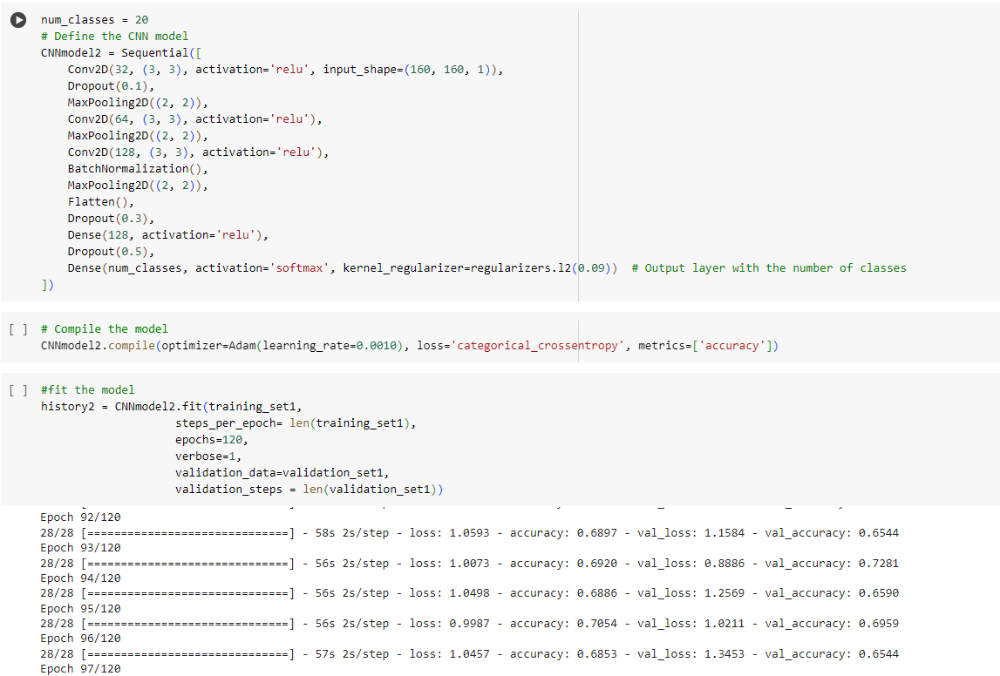 num_classes = 20
# Define the CNN model
CNNmodel2 = Sequential([
    Conv2D(32, (3, 3), activation='relu', input_shape=(160, 160, 1)),
    Dropout(0.1),
    MaxPooling2D((2, 2)),
    Conv2D(64, (3, 3), activation='relu'),
    MaxPooling2D((2, 2)),
    Conv2D(128, (3, 3), activation='relu'),
    BatchNormalization(),
    MaxPooling2D((2, 2)),
    Flatten(),
    Dropout(0.3),
    Dense(128, activation='relu'),
    Dropout(0.5),
    Dense(num_classes, activation='softmax', kernel_regularizer=regularizers.l2(0.09))  # Output layer with the number of classes
])
[ ] # Compile the model
CNNmodel2.compile(optimizer=Adam(learning_rate=0.0010), loss='categorical_crossentropy', metrics=['accuracy'])
[ ] #fit the model
history2 = CNNmodel2.fit(training_set1,
                    steps_per_epoch= len(training_set1),
                    epochs=120,
                    verbose=1,
                    validation_data=validation_set1,
                    validation_steps = len(validation_set1))
Epoch 92/120
28/28 [==============================] - 58s 2s/step - loss: 1.0593 - accuracy: 0.6897 - val_loss: 1.1584 - val_accuracy: 0.6544
Epoch 93/120
28/28 [==============================] - 56s 2s/step - loss: 1.0073 - accuracy: 0.6920 - val_loss: 0.8886 - val_accuracy: 0.7281
Epoch 94/120
28/28 [==============================] - 56s 2s/step - loss: 1.0498 - accuracy: 0.6886 - val_loss: 1.2569 - val_accuracy: 0.6590
Epoch 95/120
28/28 [==============================] - 56s 2s/step - loss: 0.9987 - accuracy: 0.7054 - val_loss: 1.0211 - val_accuracy: 0.6959
Epoch 96/120
28/28 [==============================] - 57s 2s/step - loss: 1.0457 - accuracy: 0.6853 - val_loss: 1.3453 - val_accuracy: 0.6544
Epoch 97/120